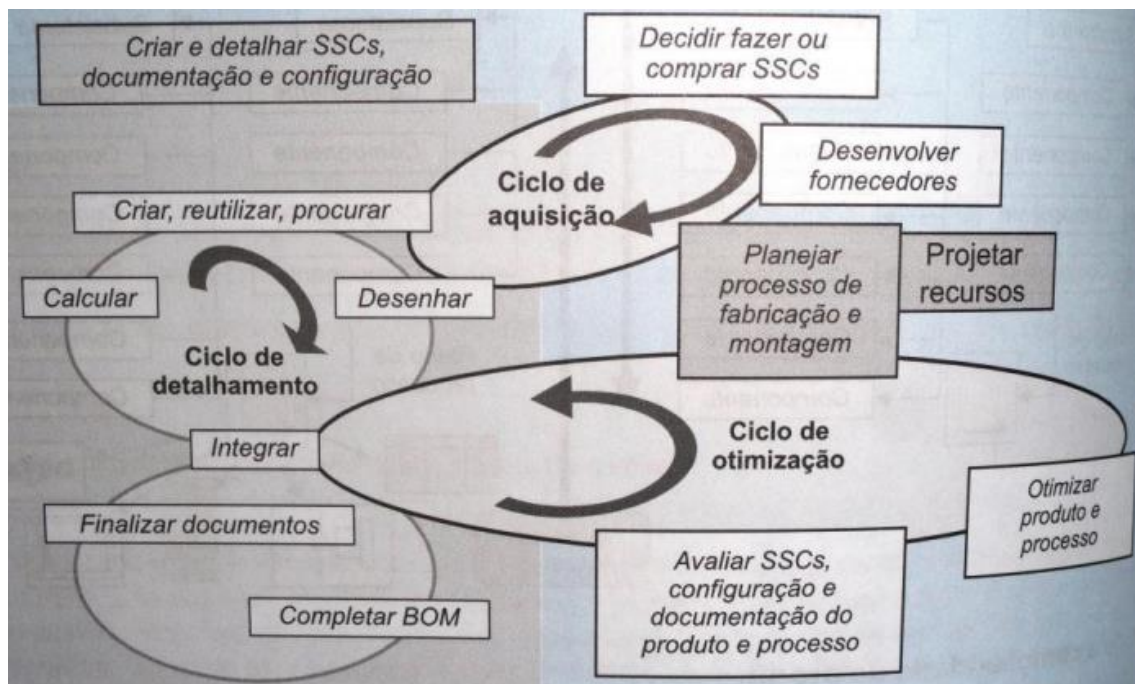 Criar e detalhar SSCs,
documentação e configuração
Decidir fazer ou
comprar SSCs
Desenvolver
fornecedores
Ciclo de
aquisição
Criar, reutilizar, procurar
Calcular
Desenhar
Ciclo de
detalhamento
Planejar
processo de
fabricação e
montagem
Projetar
recursos
Integrar
Ciclo de
otimização
Otimizar
produto e
processo
Finalizar documentos
Completar BOM
Avaliar SSCs,
configuração e
documentação do
produto e processo